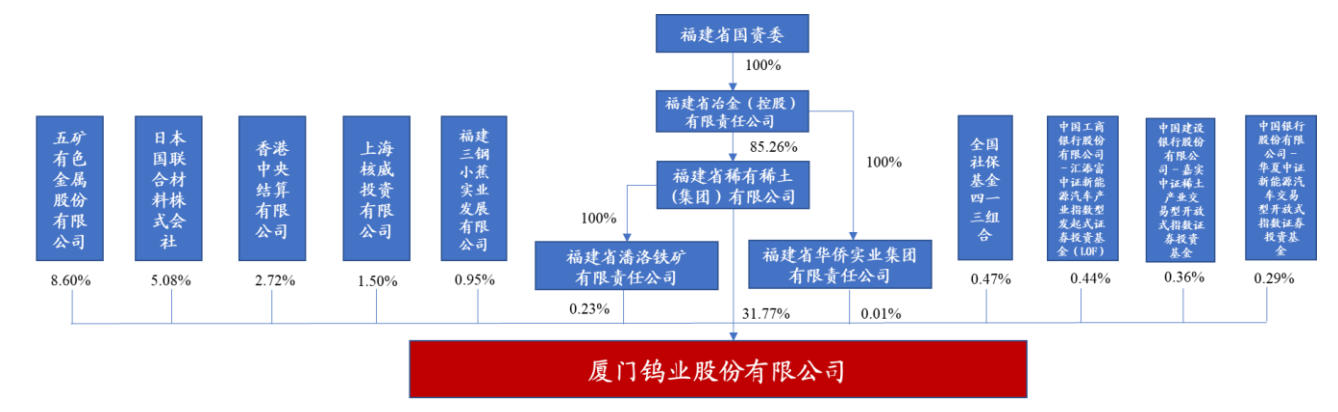 福建省国资委
100%
福建省冶金（控股）
有限责任公司
85.26%
100%
福建省稀有稀土
（集团）有限公司
100%
五矿
有色
金属
股份
有限
公司
8.60%
日本
国联
合材
料株
式会
社
5.08%
香港
中央
结算
有限
公司
2.72%
上海
核威
投资
有限
公司
1.50%
福建
三钢
小蕉
实业
发展
有限
公司
0.95%
福建省潘洛铁矿
有限责任公司
0.23%
31.77%
福建省华侨实业集团
有限责任公司
0.01%
全国
社保
基金
四一
三组
合
0.47%
中国工商
银行股份
有限公司
－汇添富
中证新能
源汽车产
业指数型
发起式证
券投资基
金（LOF）
0.44%
中国建设
银行股份
有限公
司－嘉实
中证稀土
产业交
易型开放
式指数证
券投资
基金
0.36%
中国银行
股份有限
公司－
华夏中证
新能源汽
车交易
型开放式
指数证券
投资基
金
0.29%
厦门钨业股份有限公司